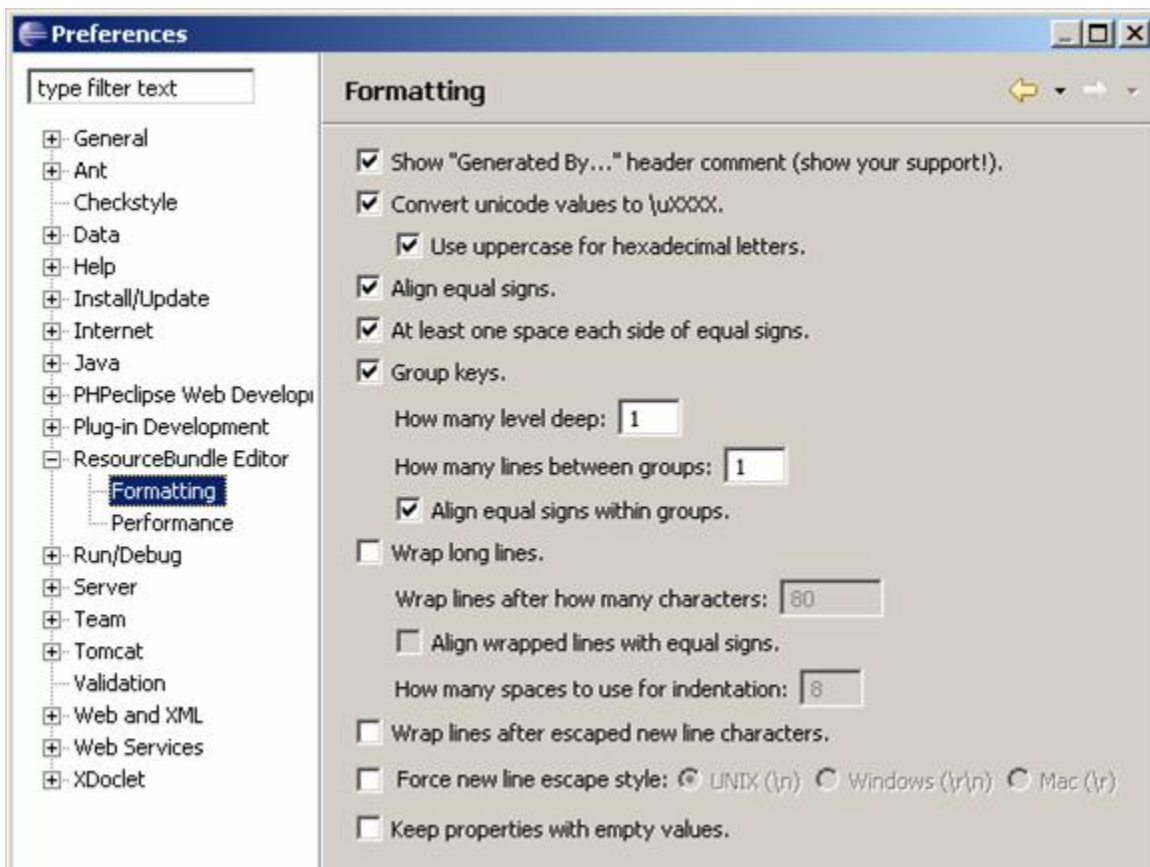 Preferences
type filter text
General
Ant
Checkstyle
Data
Help
Install/Update
Internet
Java
PHPeclipse Web Develop
Plug-in Development
ResourceBundle Editor
Formatting
Performance
Run/Debug
Server
Team
Tomcat
Validation
Web and XML
Web Services
XDoclet
Formatting
Show "Generated By..." header comment (show your support!).
Convert unicode values to \uXXXX.
Use uppercase for hexadecimal letters.
Align equal signs.
At least one space each side of equal signs.
Group keys.
How many level deep: 1
How many lines between groups: 1
Align equal signs within groups.
Wrap long lines.
Wrap lines after how many characters: 80
Align wrapped lines with equal signs.
How many spaces to use for indentation: 8
Wrap lines after escaped new line characters.
Force new line escape style: UNIX (\n) Windows (\r\n) Mac (\r)
Keep properties with empty values.